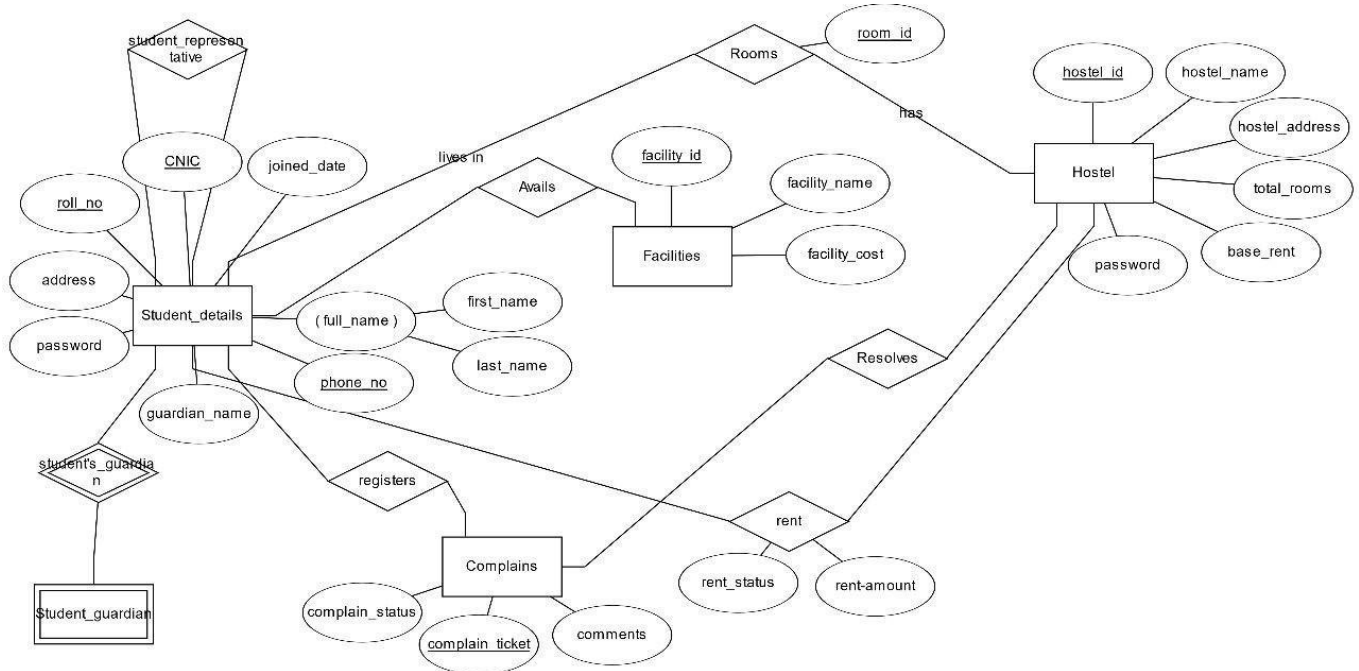 student_represen
tative
Rooms
room_id
hostel_id
hostel_name
has
hostel_address
CNIC
joined_date
lives in
facility_id
Avails
facility_name
Hostel
total_rooms
roll_no
Facilities
facility_cost
password
base_rent
address
Student_details
( full_name )
first_name
password
last_name
Resolves
phone_no
guardian_name
student's_guardia
n
registers
rent
Complains
rent_status
rent-amount
Student_guardian
complain_status
complain_ticket
comments